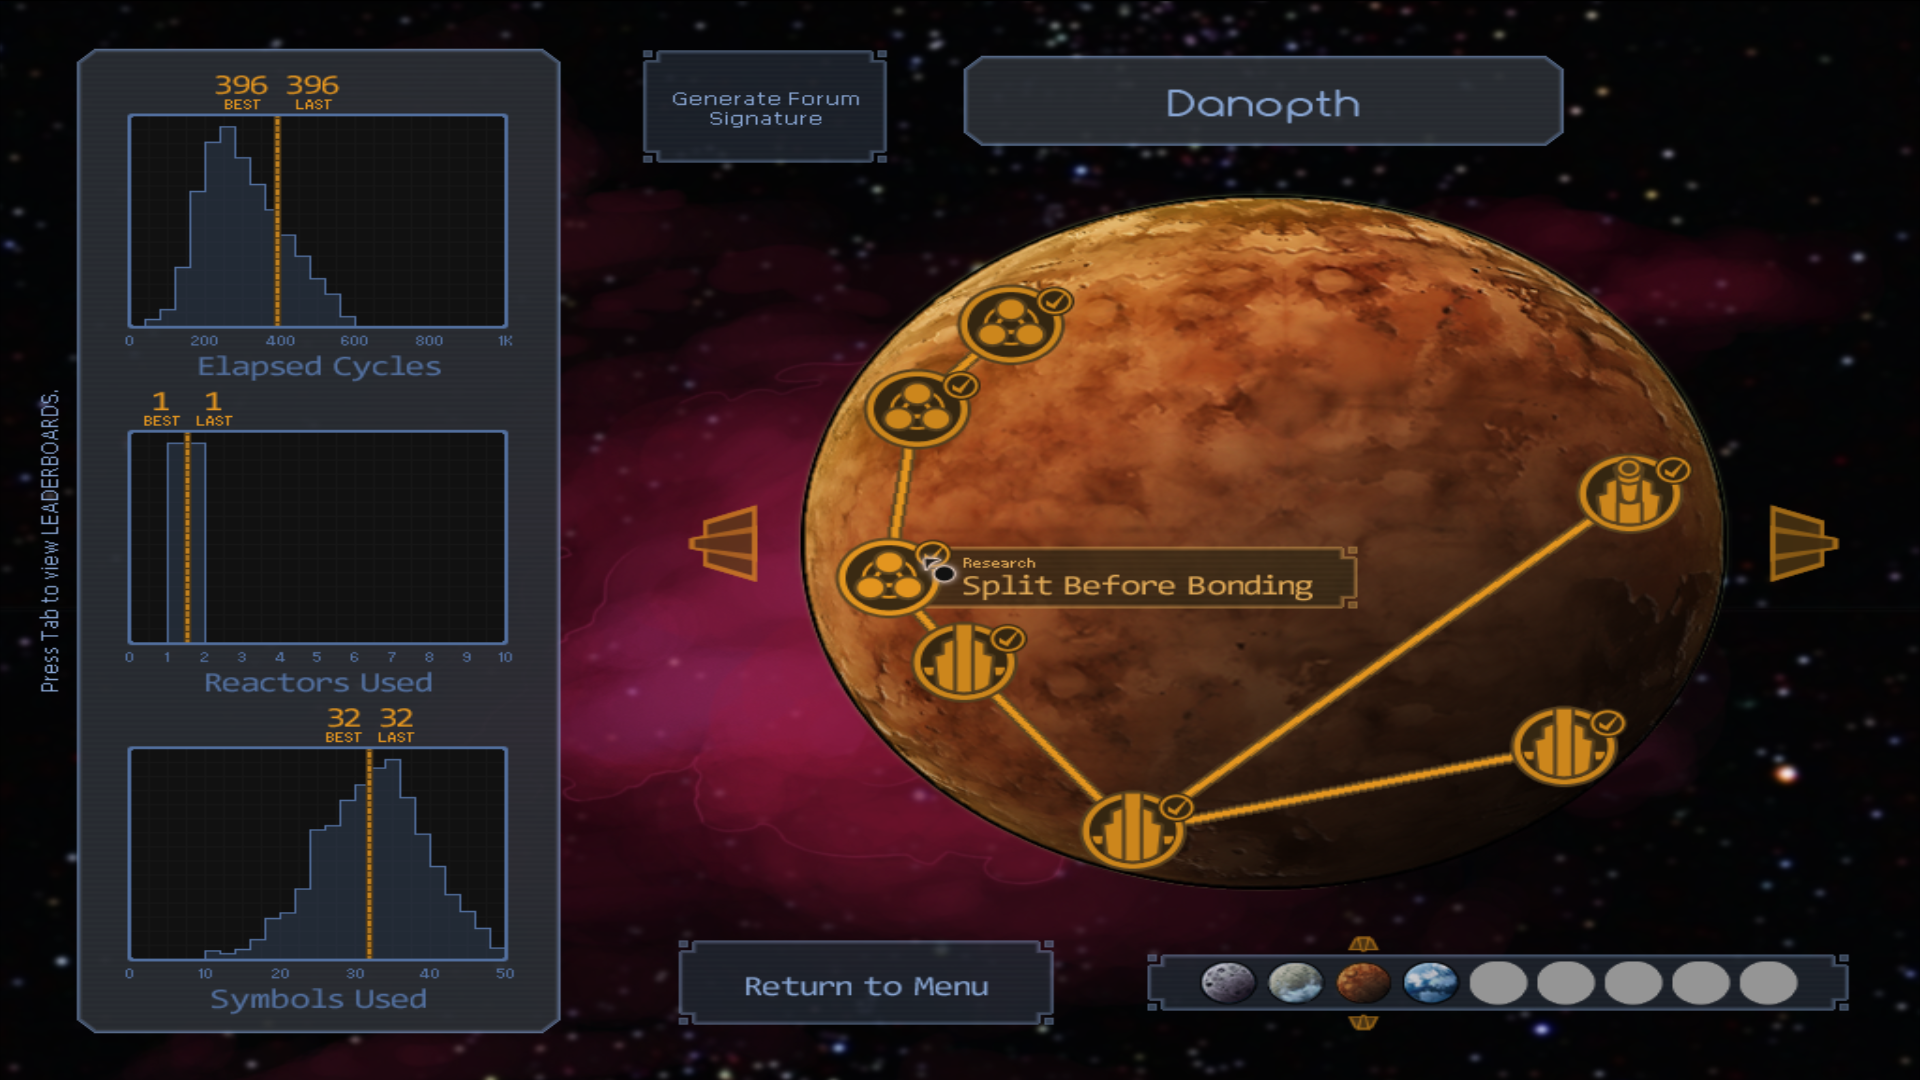 396 396
BEST LAST
0 200 400 600 800 1K
Elapsed Cycles
1 1
BEST LAST
0 1 2 3 4 5 6 7 8 9 10
Reactors Used
32 32
BEST LAST
0 10 20 30 40 50
Symbols Used
Press Tab to view LEADERBOARDS.
Generate Forum
Signature
Danopth
Research
Split Before Bonding
Return to Menu